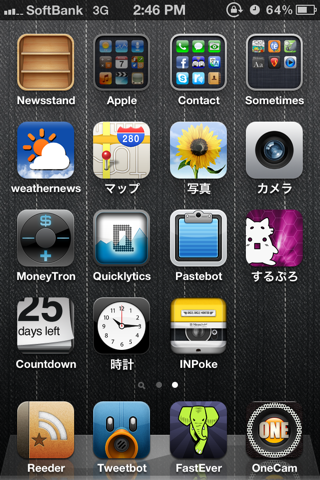 SoftBank 3G 2:46 PM 64%
Newsstand Apple Contact Sometimes
280
weathernews マップ 写真 カメラ
$
Q
MoneyTron Quicklytics Pastebot するぷろ
25
days left
Countdown 時計 INPoke
ONE
Reeder Tweetbot FastEver OneCam